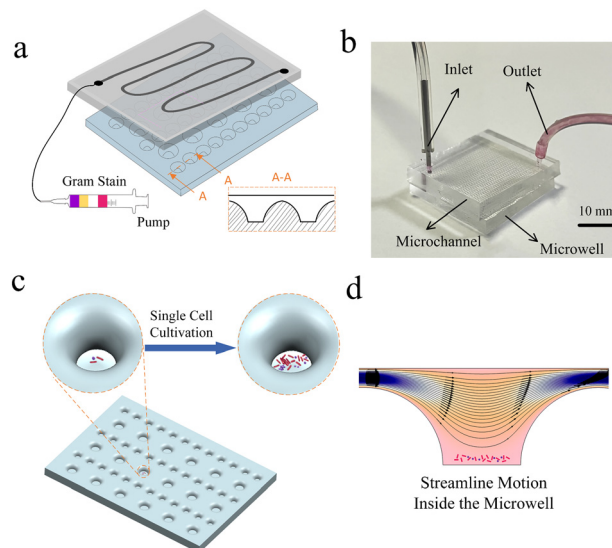 a
A
A
A-A
Gram Stain
Pump
b
Inlet
Outlet
Microchannel
Microwell
10 mm
c
Single Cell
Cultivation
d
Streamline Motion
Inside the Microwell